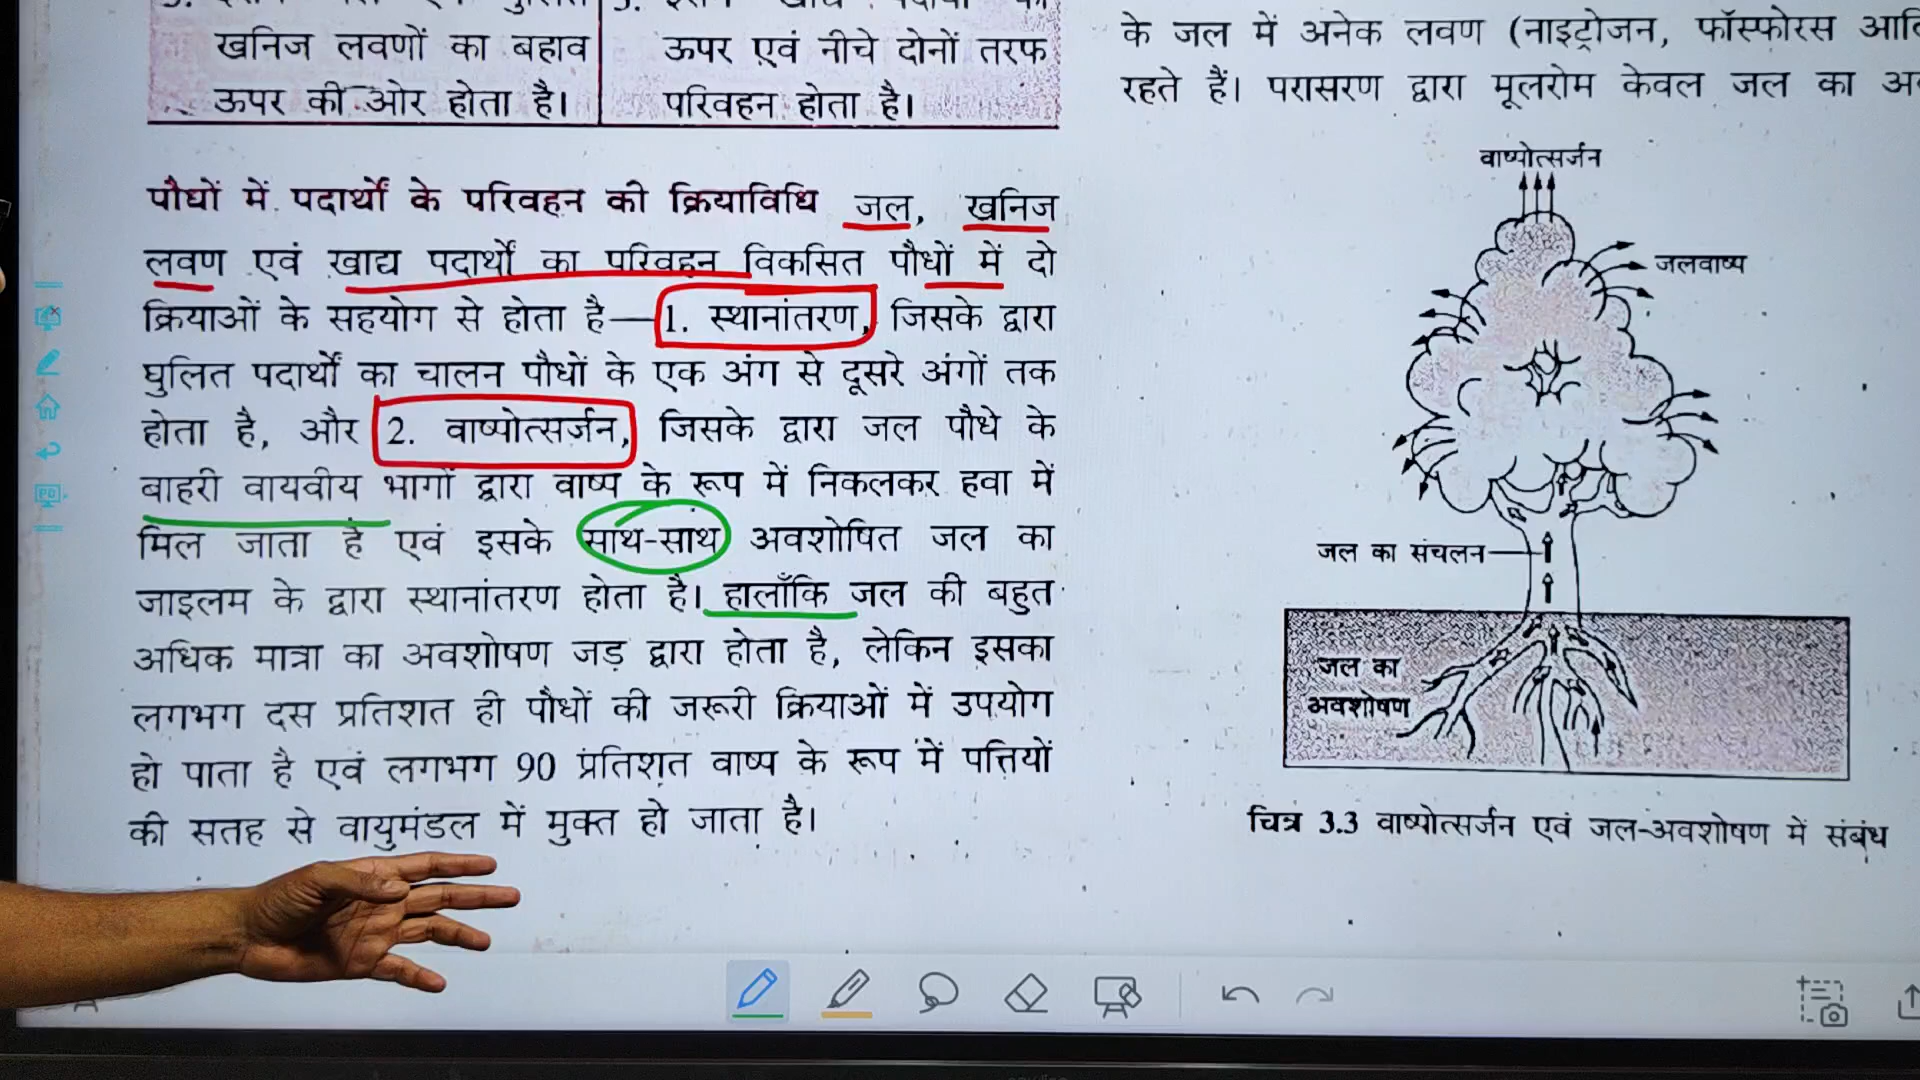 खनिज लवणों का बहाव
ऊपर की ओर होता है।
ऊपर एवं नीचे दोनों तरफ
परिवहन होता है।
पौधों में पदार्थों के परिवहन की क्रियाविधि जल, खनिज
लवण एवं खाद्य पदार्थों का परिवहन विकसित पौधों में दो
क्रियाओं के सहयोग से होता है—1. स्थानांतरण, जिसके द्वारा
घुलित पदार्थों का चालन पौधों के एक अंग से दूसरे अंगों तक
होता है, और 2. वाष्पोत्सर्जन, जिसके द्वारा जल पौधे के
बाहरी वायवीय भागों द्वारा वाष्प के रूप में निकलकर हवा में
मिल जाता है एवं इसके साथ-साथ अवशोषित जल का
जाइलम के द्वारा स्थानांतरण होता है। हालाँकि जल की बहुत
अधिक मात्रा का अवशोषण जड़ द्वारा होता है, लेकिन इसका
लगभग दस प्रतिशत ही पौधों की जरूरी क्रियाओं में उपयोग
हो पाता है एवं लगभग 90 प्रतिशत वाष्प के रूप में पत्तियों
की सतह से वायुमंडल में मुक्त हो जाता है।
के जल में अनेक लवण (नाइट्रोजन, फॉस्फोरस
रहते हैं। परासरण द्वारा मूलरोम केवल जल का
वाष्पोत्सर्जन
जलवाष्प
जल का संचलन
जल का
अवशोषण
चित्र 3.3 वाष्पोत्सर्जन एवं जल-अवशोषण में संबंध